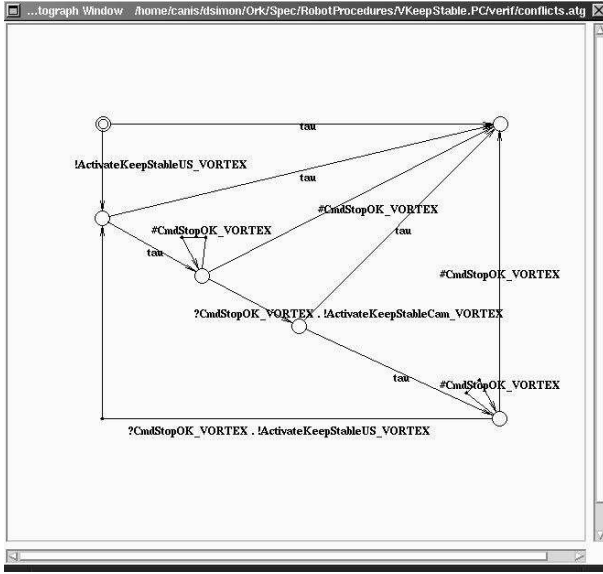 ...tograph Window /home/canis/dsimon/Ork/Spec/RobotProcedures/VKeepStable.PC/verif/conflicts.atg
tau
!ActivateKeepStableUS_VORTEX
tau
#CmdStopOK_VORTEX
#CmdStopOK_VORTEX
tau
tau
#CmdStopOK_VORTEX
?CmdStopOK_VORTEX . !ActivateKeepStableCam_VORTEX
tau
#CmdStopOK_VORTEX
?CmdStopOK_VORTEX . !ActivateKeepStableUS_VORTEX